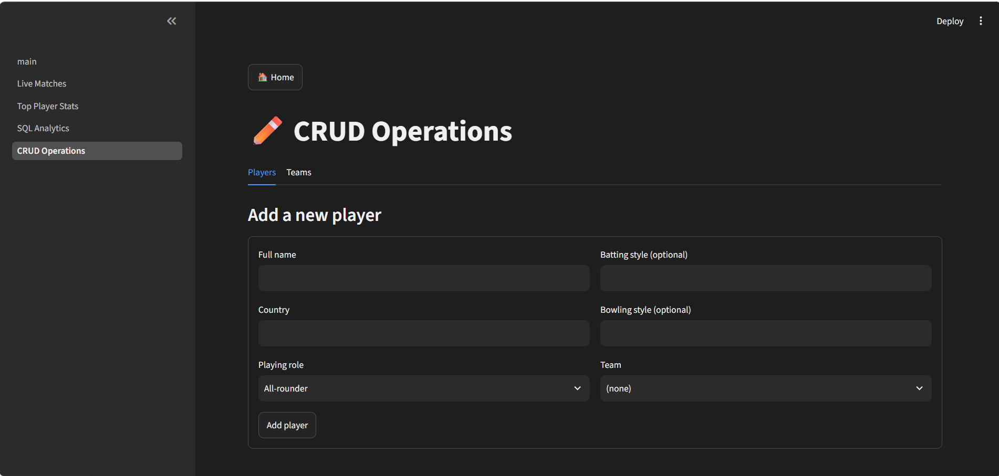 Deploy
main
Live Matches
Top Player Stats
SQL Analytics
CRUD Operations
Home
CRUD Operations
Players Teams
Add a new player
Full name
Batting style (optional)
Country
Bowling style (optional)
Playing role
Team
All-rounder
(none)
Add player